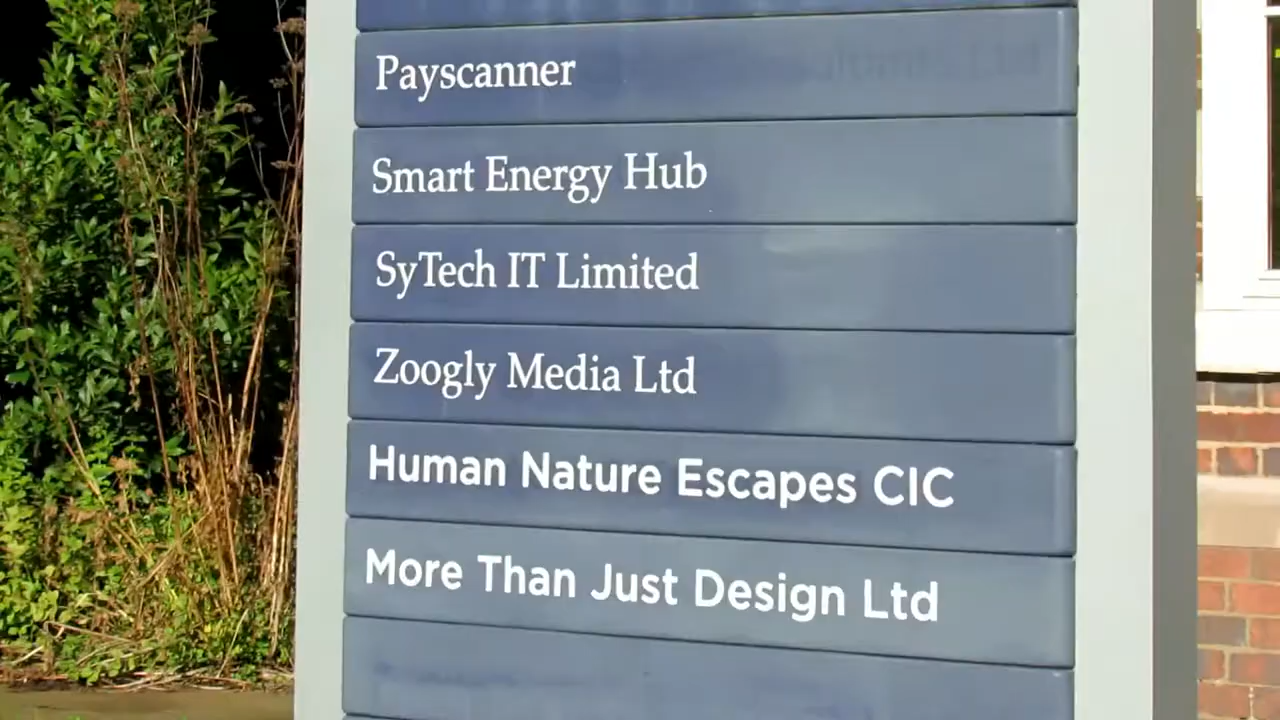 Payscanner
Smart Energy Hub
SyTech IT Limited
Zoogly Media Ltd
Human Nature Escapes CIC
More Than Just Design Ltd